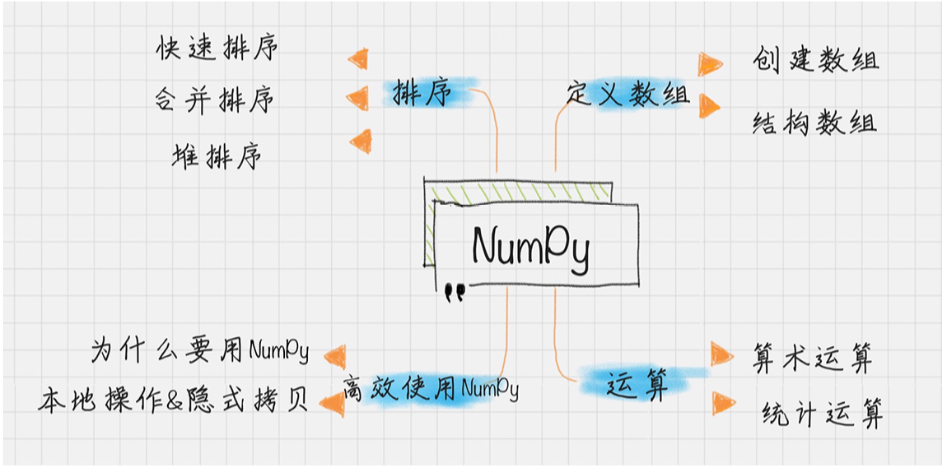 快速排序
合并排序
堆排序
排序
定义数组
创建数组
结构数组
NumPy
为什么要用NumPy
本地操作&隐式拷贝
高效使用NumPy
运算
算术运算
统计运算